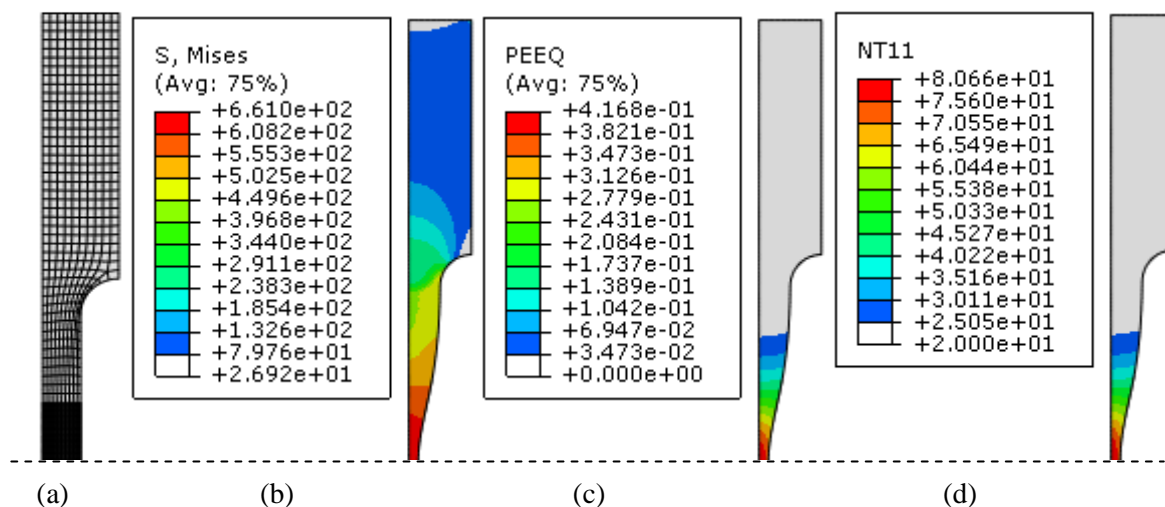 S, Mises
(Avg: 75%)
+6.610e+02
+6.082e+02
+5.553e+02
+5.025e+02
+4.496e+02
+3.968e+02
+3.440e+02
+2.911e+02
+2.383e+02
+1.854e+02
+1.326e+02
+7.976e+01
+2.692e+01
PEEQ
(Avg: 75%)
+4.168e-01
+3.821e-01
+3.473e-01
+3.126e-01
+2.779e-01
+2.431e-01
+2.084e-01
+1.737e-01
+1.389e-01
+1.042e-01
+6.947e-02
+3.473e-02
+0.000e+00
NT11
+8.066e+01
+7.560e+01
+7.055e+01
+6.549e+01
+6.044e+01
+5.538e+01
+5.033e+01
+4.527e+01
+4.022e+01
+3.516e+01
+3.011e+01
+2.505e+01
+2.000e+01
(a) (b) (c) (d)